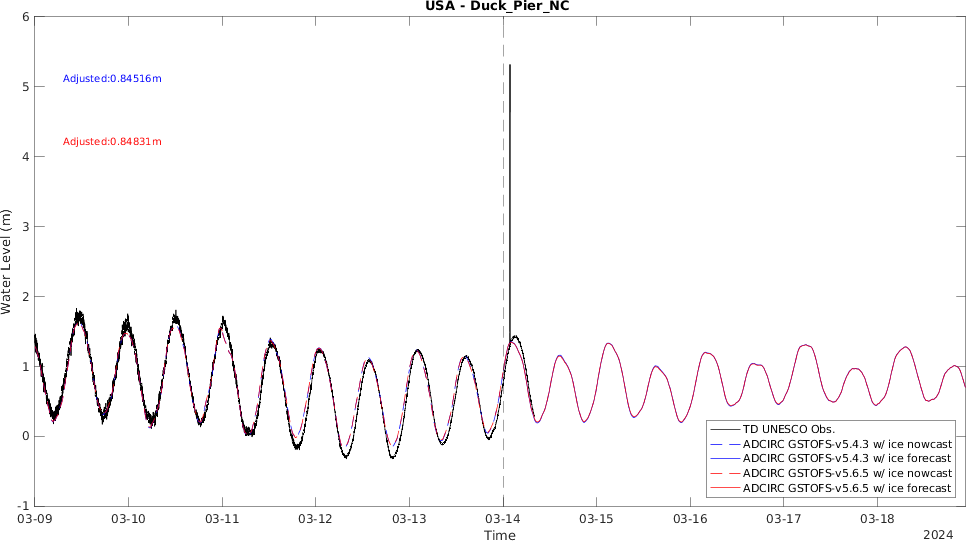 USA - Duck_Pier_NC
6
5
4
3
2
1
0
-1
Water Level (m)
Adjusted:0.84516m
Adjusted:0.84831m
TD UNESCO Obs.
ADCIRC GSTOFS-v5.4.3 w/ ice nowcast
ADCIRC GSTOFS-v5.4.3 w/ ice forecast
ADCIRC GSTOFS-v5.6.5 w/ ice nowcast
ADCIRC GSTOFS-v5.6.5 w/ ice forecast
03-09 03-10 03-11 03-12 03-13 03-14 03-15 03-16 03-17 03-18
Time
2024